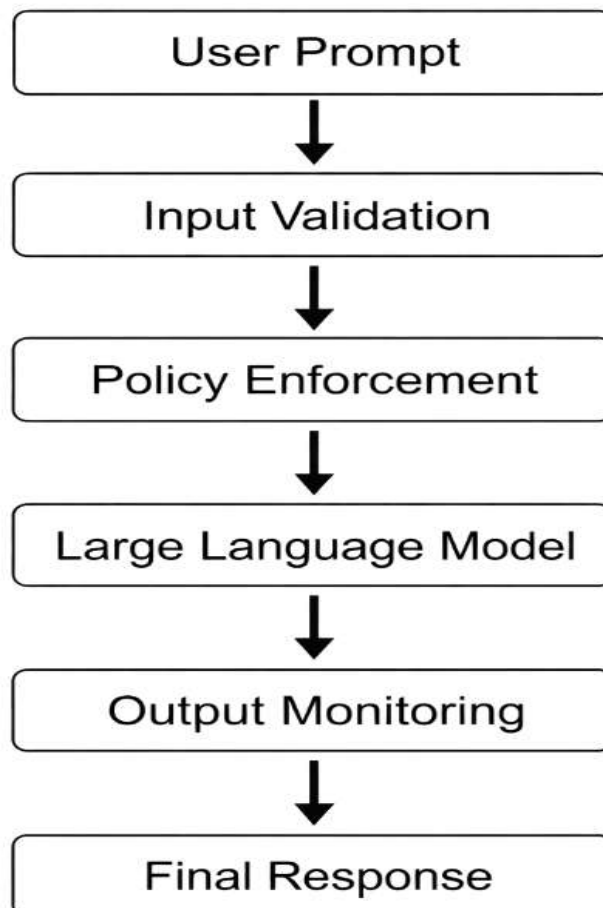 User Prompt
Input Validation
Policy Enforcement
Large Language Model
Output Monitoring
Final Response